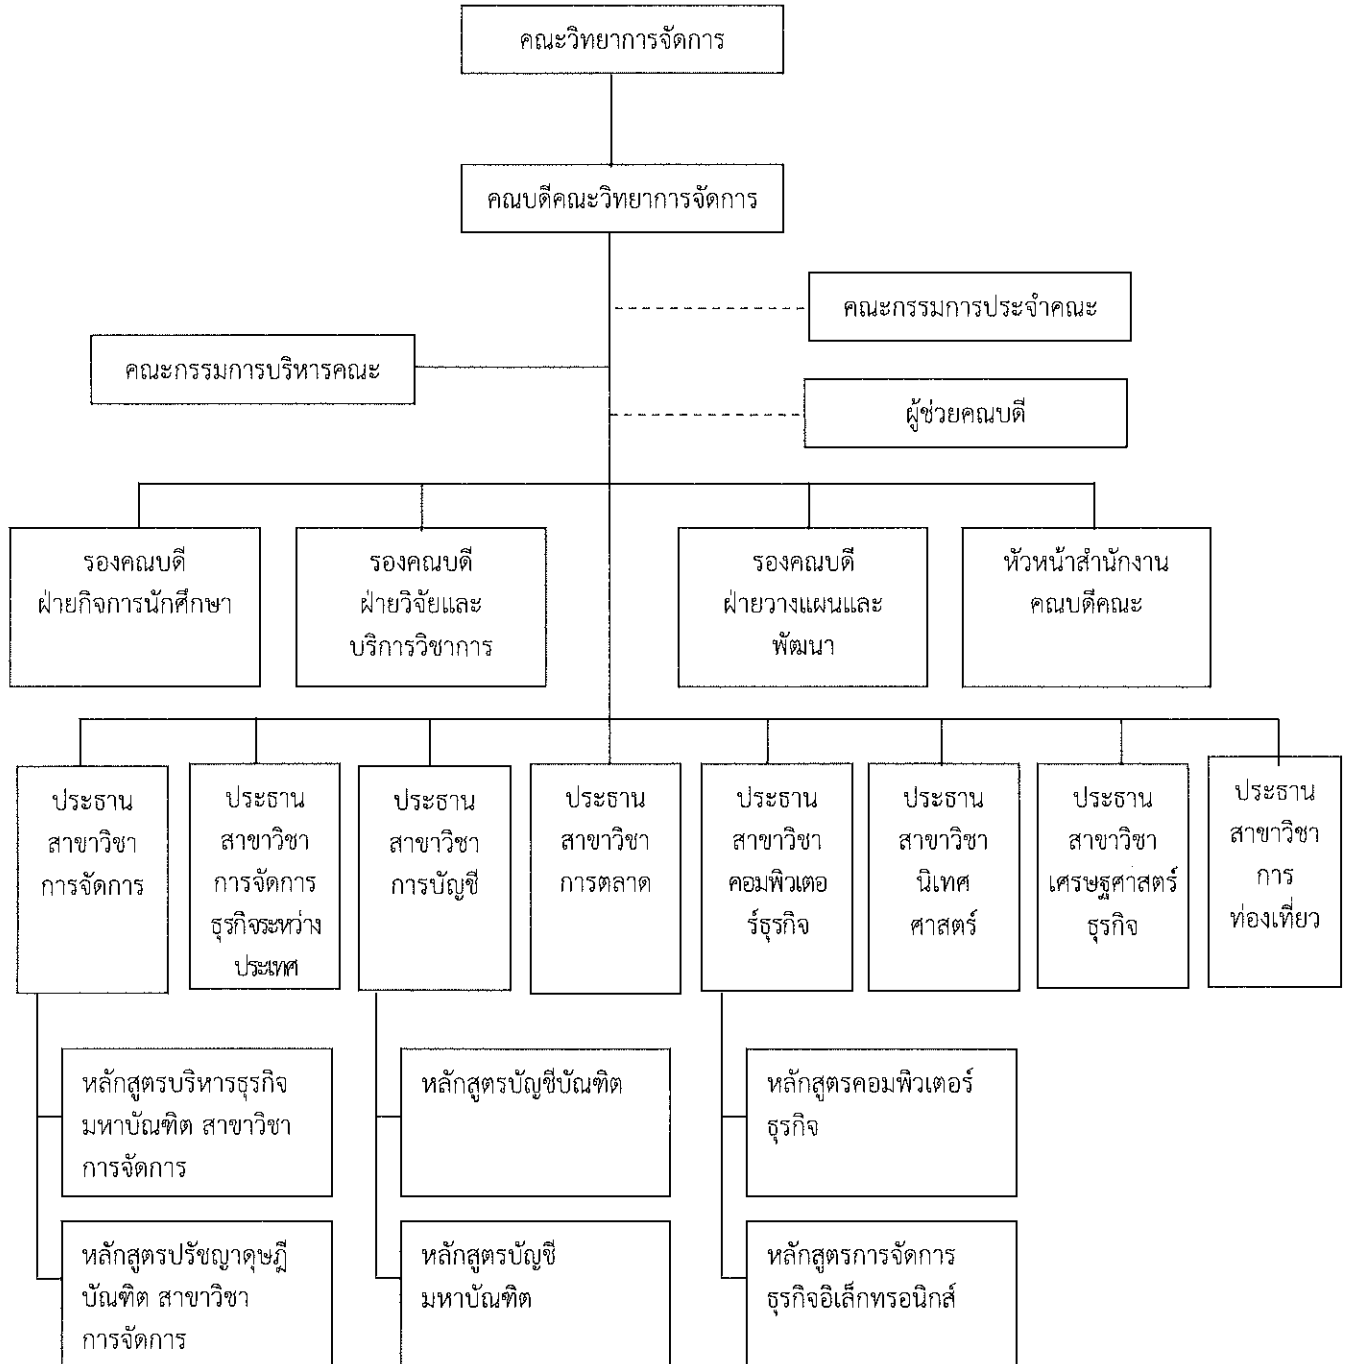 คณะวิทยาการจัดการ
คณบดีคณะวิทยาการจัดการ
คณะกรรมการประจำคณะ
คณะกรรมการบริหารคณะ
ผู้ช่วยคณบดี
รองคณบดี
ฝ่ายกิจการนักศึกษา
รองคณบดี
ฝ่ายวิจัยและ
บริการวิชาการ
รองคณบดี
ฝ่ายวางแผนและ
พัฒนา
หัวหน้าสำนักงาน
คณบดีคณะ
ประธาน
สาขาวิชา
การจัดการ
ประธาน
สาขาวิชา
การจัดการ
ธุรกิจระหว่าง
ประเทศ
ประธาน
สาขาวิชา
การบัญชี
ประธาน
สาขาวิชา
การตลาด
ประธาน
สาขาวิชา
คอมพิวเตอ
ร์ธุรกิจ
ประธาน
สาขาวิชา
นิเทศ
ศาสตร์
ประธาน
สาขาวิชา
เศรษฐศาสตร์
ธุรกิจ
ประธาน
สาขาวิชา
การ
ท่องเที่ยว
หลักสูตรบริหารธุรกิจ
มหาบัณฑิต สาขาวิชา
การจัดการ
หลักสูตรบัญชีบัณฑิต
หลักสูตรคอมพิวเตอร์
ธุรกิจ
หลักสูตรปรัชญาดุษฎี
บัณฑิต สาขาวิชา
การจัดการ
หลักสูตรบัญชี
มหาบัณฑิต
หลักสูตรการจัดการ
ธุรกิจอิเล็กทรอนิกส์